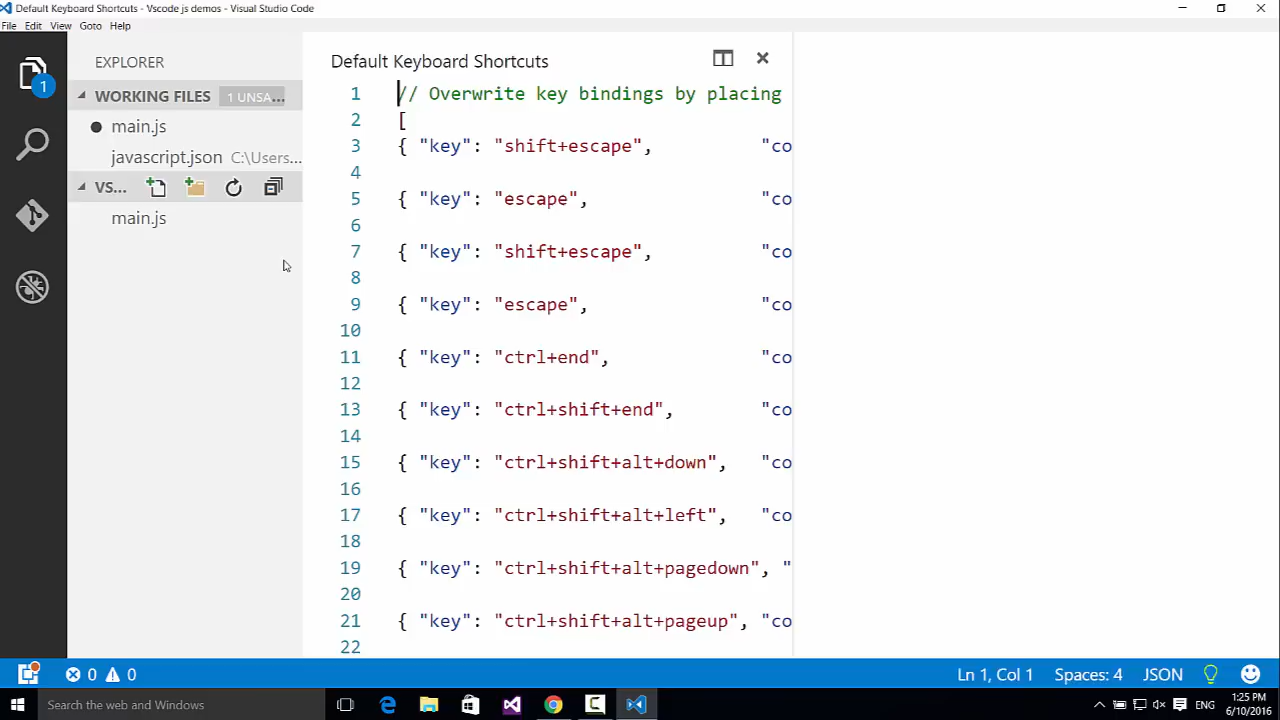 Default Keyboard Shortcuts - Vscode js demos - Visual Studio Code
File Edit View Goto Help
EXPLORER
WORKING FILES 1 UNSA...
main.js
javascript.json C:\Users...
VS...
main.js
1
Default Keyboard Shortcuts
1 // Overwrite key bindings by placing
2 [
3 { "key": "shift+escape", "co
4
5 { "key": "escape", "co
6
7 { "key": "shift+escape", "co
8
9 { "key": "escape", "co
10
11 { "key": "ctrl+end", "co
12
13 { "key": "ctrl+shift+end", "co
14
15 { "key": "ctrl+shift+alt+down", "co
16
17 { "key": "ctrl+shift+alt+left", "co
18
19 { "key": "ctrl+shift+alt+pagedown", "
20
21 { "key": "ctrl+shift+alt+pageup", "co
22
0 0 Ln 1, Col 1 Spaces: 4 JSON
Search the web and Windows
ENG
1:25 PM
6/10/2016